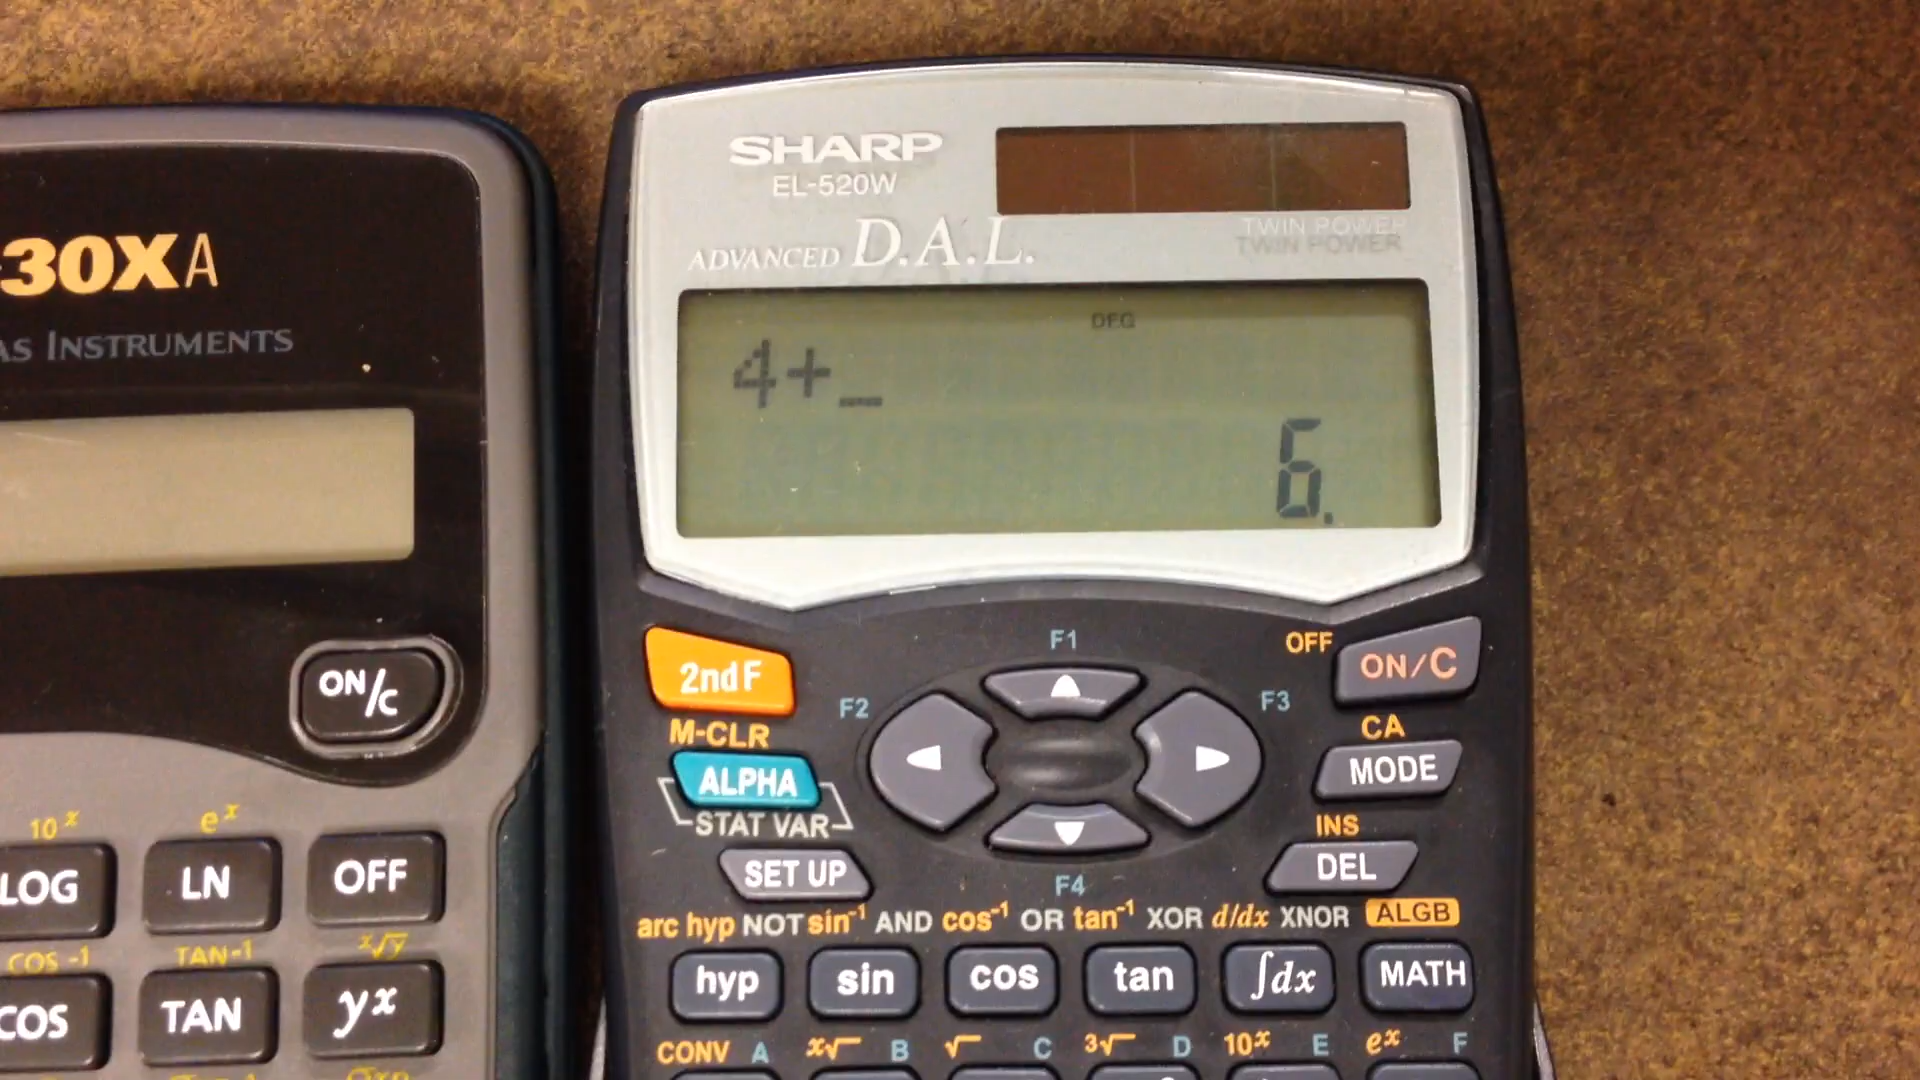 30XA
AS INSTRUMENTS
ON/C
10ˣ eˣ
LOG LN OFF
COS -1 TAN-1 ˣ√y
COS TAN yˣ
SHARP
EL-520W
ADVANCED D.A.L.
TWIN POWER
DEG
4+_
6.
F1
OFF
2ndF
ON/C
F2 F3
M-CLR
CA
ALPHA
MODE
STAT VAR
INS
SET UP
DEL
F4
arc hyp NOT sin⁻¹ AND cos⁻¹ OR tan⁻¹ XOR d/dx XNOR ALGB
hyp sin cos tan ∫dx MATH
CONV A ˣ√ B √ C ³√ D 10ˣ E eˣ F